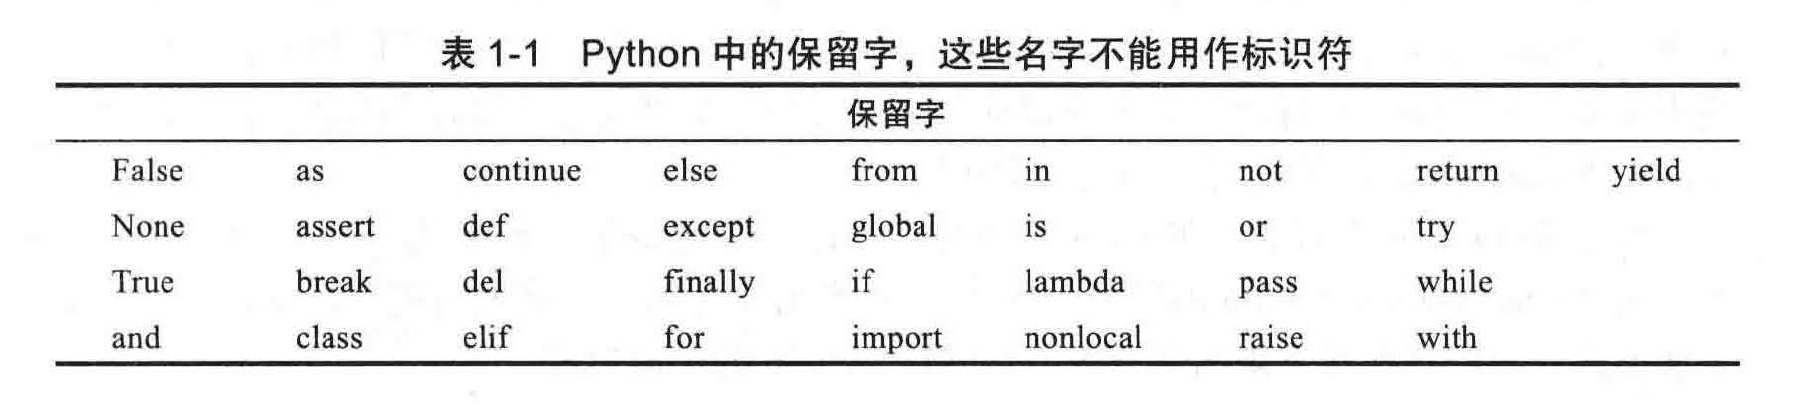 表 1-1 Python 中的保留字，这些名字不能用作标识符
保留字
False as continue else from in not return yield
None assert def except global is or try
True break del finally if lambda pass while
and class elif for import nonlocal raise with